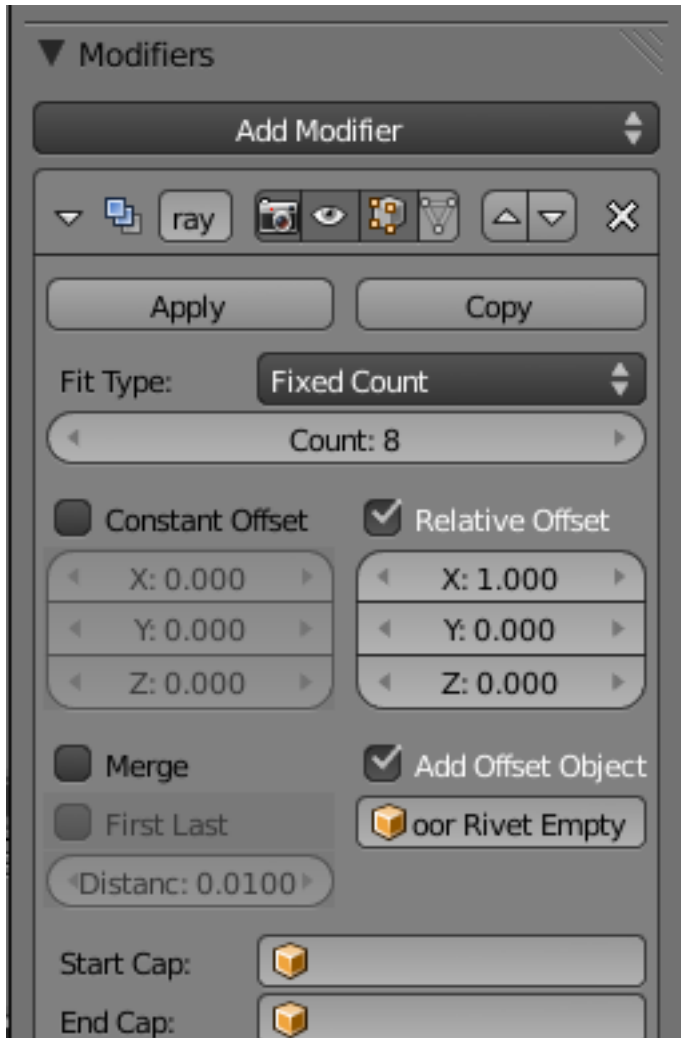 Modifiers
Add Modifier
ray
Apply Copy
Fit Type: Fixed Count
Count: 8
Constant Offset Relative Offset
X: 0.000 X: 1.000
Y: 0.000 Y: 0.000
Z: 0.000 Z: 0.000
Merge Add Offset Object
First Last oor Rivet Empty
Distanc: 0.0100
Start Cap:
End Cap: